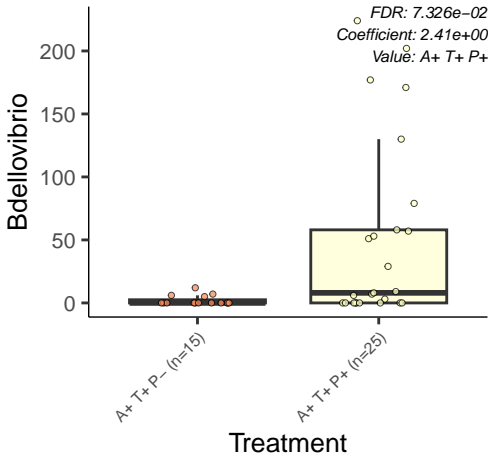 FDR: 7.326e−02
Coefficient: 2.41e+00
Value: A+ T+ P+
Bdellovibrio
200
150
100
50
0
A+ T+ P− (n=15)
A+ T+ P+ (n=25)
Treatment